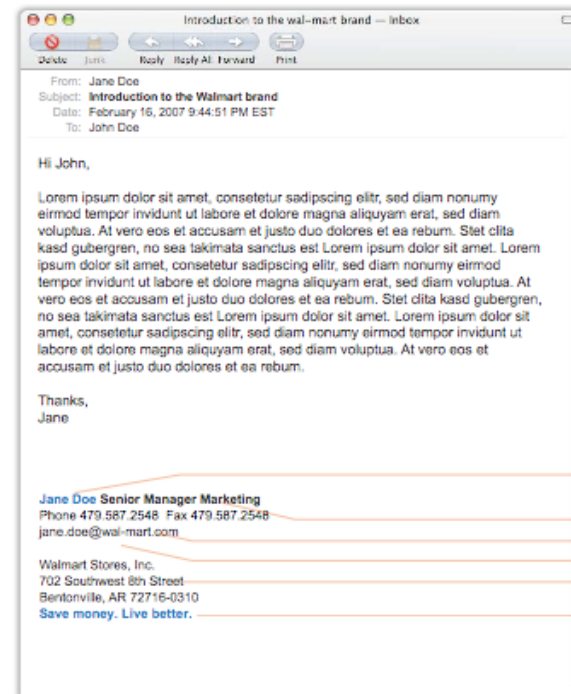 Introduction to the wal-mart brand — Inbox
Delete Junk Reply Reply All Forward Print
From: Jane Doe
Subject: Introduction to the Walmart brand
Date: February 16, 2007 9:44:51 PM EST
To: John Doe
Hi John,
Lorem ipsum dolor sit amet, consetetur sadipscing elitr, sed diam nonumy
eirmod tempor invidunt ut labore et dolore magna aliquyam erat, sed diam
voluptua. At vero eos et accusam et justo duo dolores et ea rebum. Stet clita
kasd gubergren, no sea takimata sanctus est Lorem ipsum dolor sit amet. Lorem
ipsum dolor sit amet, consetetur sadipscing elitr, sed diam nonumy eirmod
tempor invidunt ut labore et dolore magna aliquyam erat, sed diam voluptua. At
vero eos et accusam et justo duo dolores et ea rebum. Stet clita kasd gubergren,
no sea takimata sanctus est Lorem ipsum dolor sit amet. Lorem ipsum dolor sit
amet, consetetur sadipscing elitr, sed diam nonumy eirmod tempor invidunt ut
labore et dolore magna aliquyam erat, sed diam voluptua. At vero eos et
accusam et justo duo dolores et ea rebum.
Thanks,
Jane
Jane Doe Senior Manager Marketing
Phone 479.587.2548 Fax 479.587.2548
jane.doe@wal-mart.com
Walmart Stores, Inc.
702 Southwest 8th Street
Bentonville, AR 72716-0310
Save money. Live better.